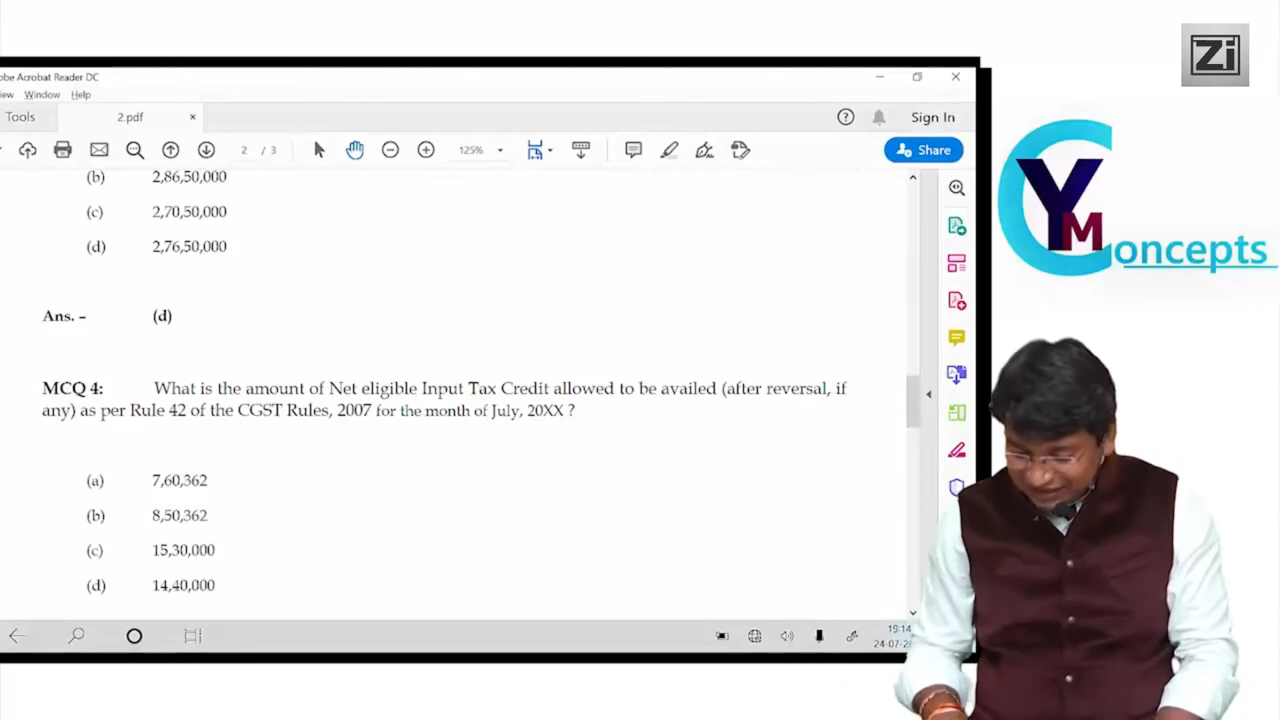 Zi
obe Acrobat Reader DC
iew Window Help
Tools 2.pdf × Sign In
2 / 3 125% Share
(b) 2,86,50,000
(c) 2,70,50,000
(d) 2,76,50,000
Ans. – (d)
MCQ 4: What is the amount of Net eligible Input Tax Credit allowed to be availed (after reversal, if
any) as per Rule 42 of the CGST Rules, 2007 for the month of July, 20XX ?
(a) 7,60,362
(b) 8,50,362
(c) 15,30,000
(d) 14,40,000
19:14
24-07-2
YM
Concepts